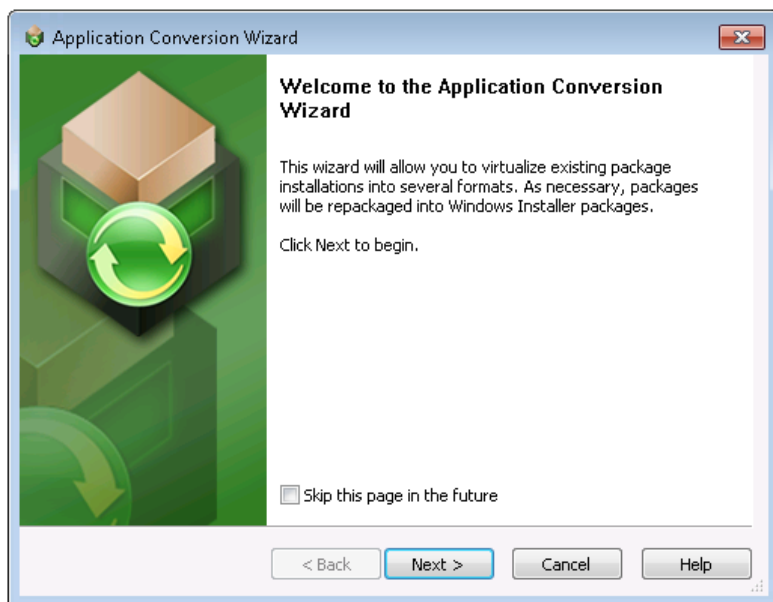 Application Conversion Wizard
Welcome to the Application Conversion
Wizard
This wizard will allow you to virtualize existing package
installations into several formats. As necessary, packages
will be repackaged into Windows Installer packages.
Click Next to begin.
Skip this page in the future
< Back Next > Cancel Help